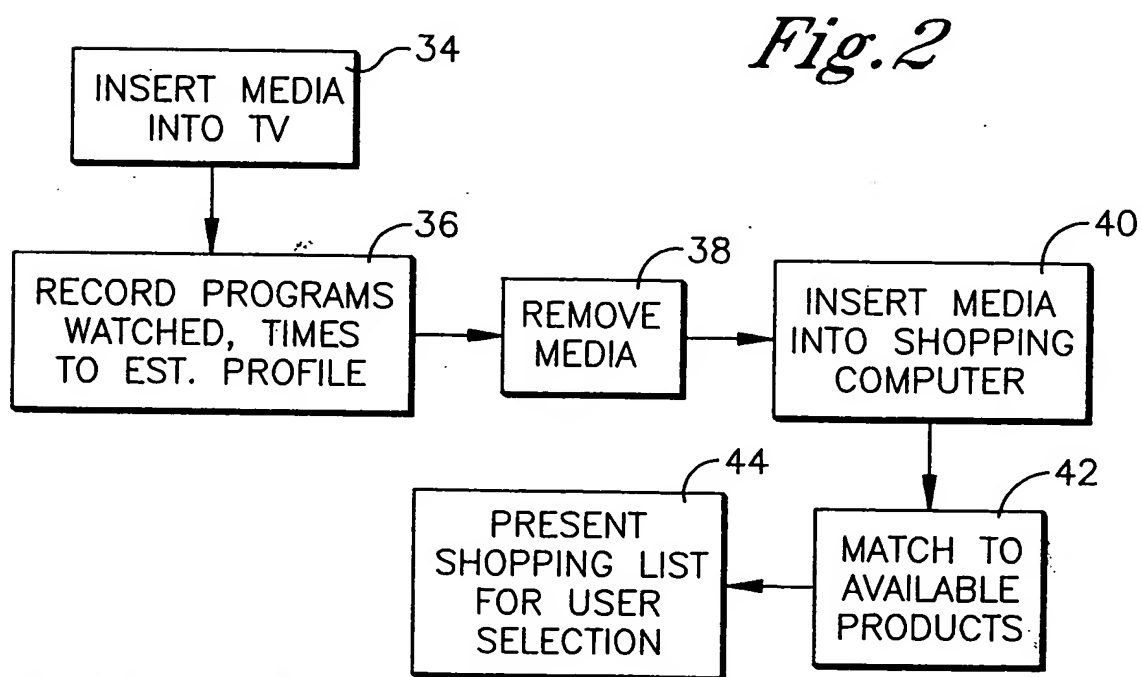 Fig.2
34
INSERT MEDIA
INTO TV
36
RECORD PROGRAMS
WATCHED, TIMES
TO EST. PROFILE
38
REMOVE
MEDIA
40
INSERT MEDIA
INTO SHOPPING
COMPUTER
42
MATCH TO
AVAILABLE
PRODUCTS
44
PRESENT
SHOPPING LIST
FOR USER
SELECTION